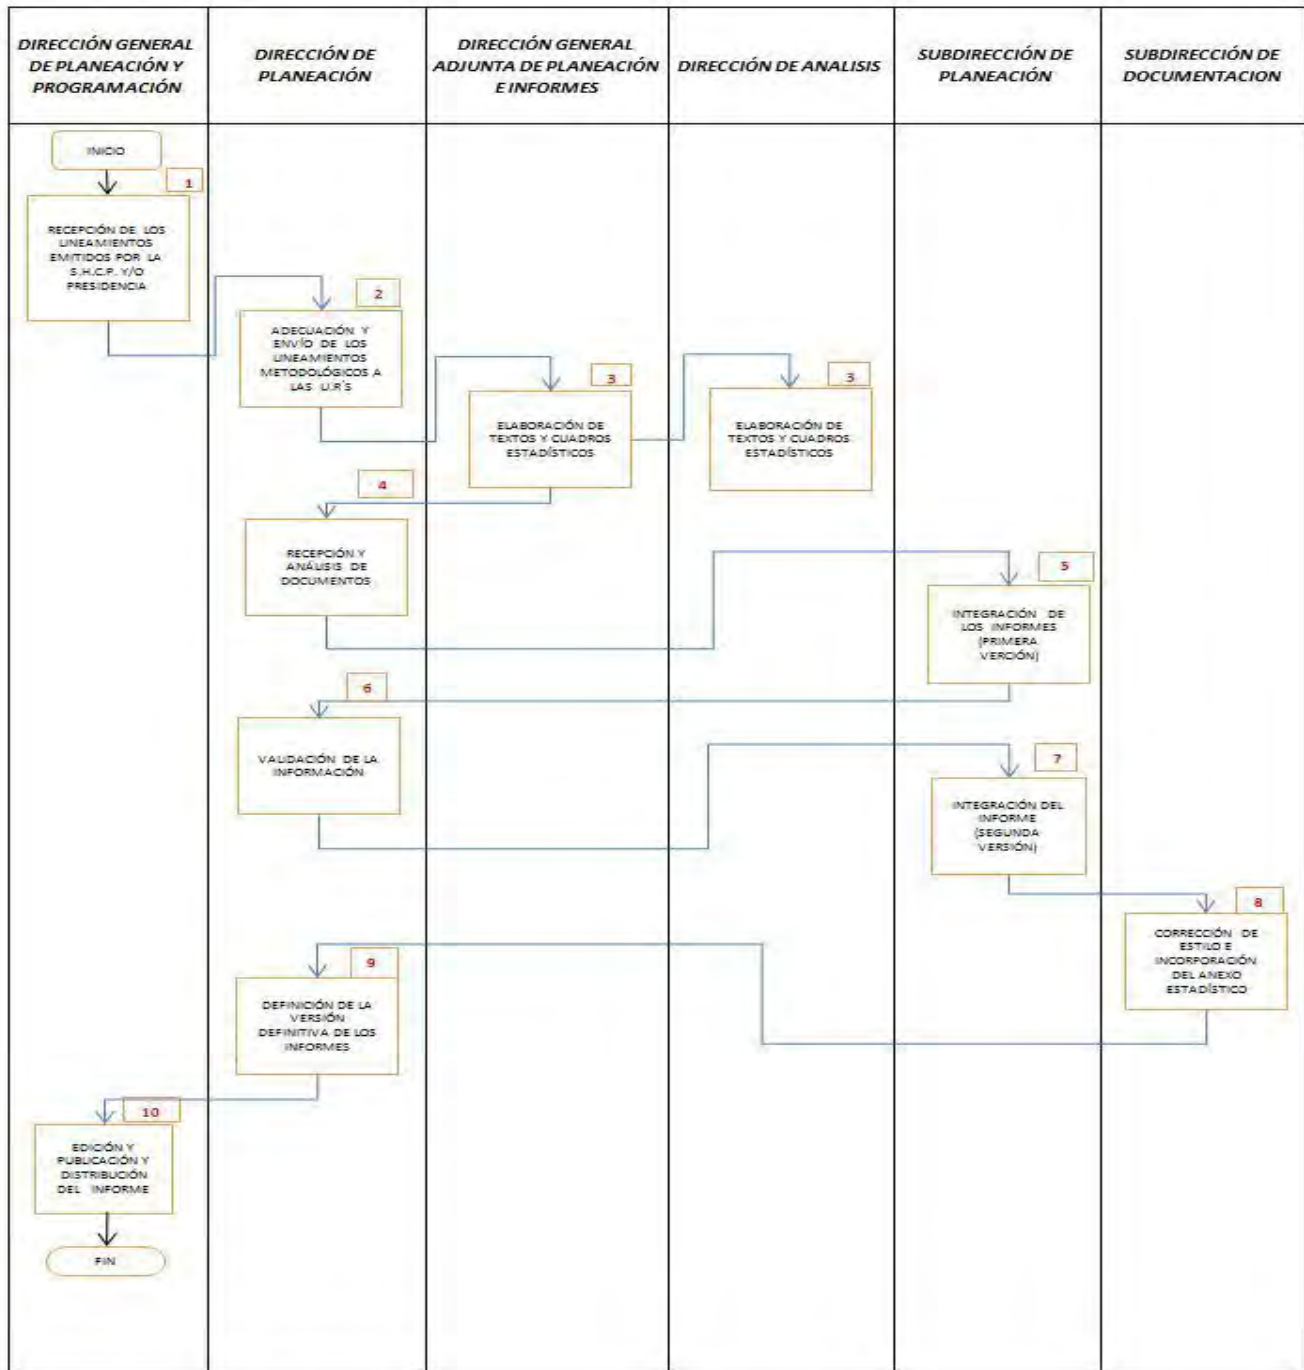 DIRECCIÓN GENERAL
DE PLANEACIÓN Y
PROGRAMACIÓN
DIRECCIÓN DE
PLANEACIÓN
DIRECCIÓN GENERAL
ADJUNTA DE PLANEACIÓN
E INFORMES
DIRECCIÓN DE ANALISIS
SUBDIRECCIÓN DE
PLANEACIÓN
SUBDIRECCIÓN DE
DOCUMENTACION
INICIO
1
RECEPCIÓN DE LOS
LINEAMIENTOS
EMITIDOS POR LA
S.H.C.P. Y/O
PRESIDENCIA
2
ADECUACIÓN Y
ENVÍO DE LOS
LINEAMIENTOS
METODOLÓGICOS A
LAS U.R´S
3
ELABORACIÓN DE
TEXTOS Y CUADROS
ESTADÍSTICOS
3
ELABORACIÓN DE
TEXTOS Y CUADROS
ESTADÍSTICOS
4
RECEPCIÓN Y
ANÁLISIS DE
DOCUMENTOS
5
INTEGRACIÓN DE
LOS INFORMES
(PRIMERA
VERCIÓN)
6
VALIDACIÓN DE LA
INFORMACIÓN
7
INTEGRACIÓN DEL
INFORME
(SEGUNDA
VERSIÓN)
8
CORRECCIÓN DE
ESTILO E
INCORPORACIÓN
DEL ANEXO
ESTADÍSTICO
9
DEFINICIÓN DE LA
VERSIÓN
DEFINITIVA DE LOS
INFORMES
10
EDICIÓN Y
PUBLICACIÓN Y
DISTRIBUCIÓN
DEL INFORME
FIN